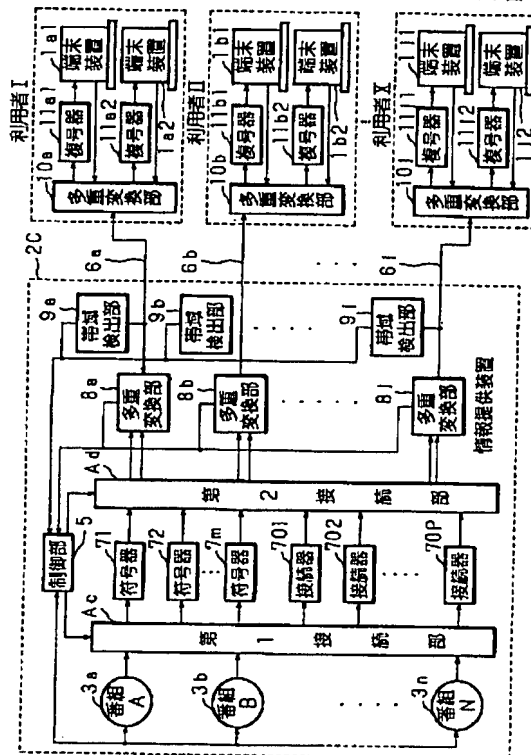 利用者I
10a
11a1
複号器
1a1
端末
装置
11a2
複号器
端末
装置
1a2
多重変換部
利用者II
10b
11b1
複号器
1b1
端末
装置
11b2
複号器
端末
装置
1b2
多重変換部
利用者X
10l
11l1
複号器
1l1
端末
装置
11l2
複号器
端末
装置
1l2
多重変換部
2C
6a
6b
6l
9a
帯域
検出部
9b
帯域
検出部
9l
帯域
検出部
8a
多重
変換部
8b
多重
変換部
8l
多重
変換部
情報提供装置
5
制御部
Ad
第2接続部
71
符号器
72
符号器
7m
符号器
701
接続器
702
接続器
70P
接続器
Ac
第1接続部
3a
番組
A
3b
番組
B
3n
番組
N